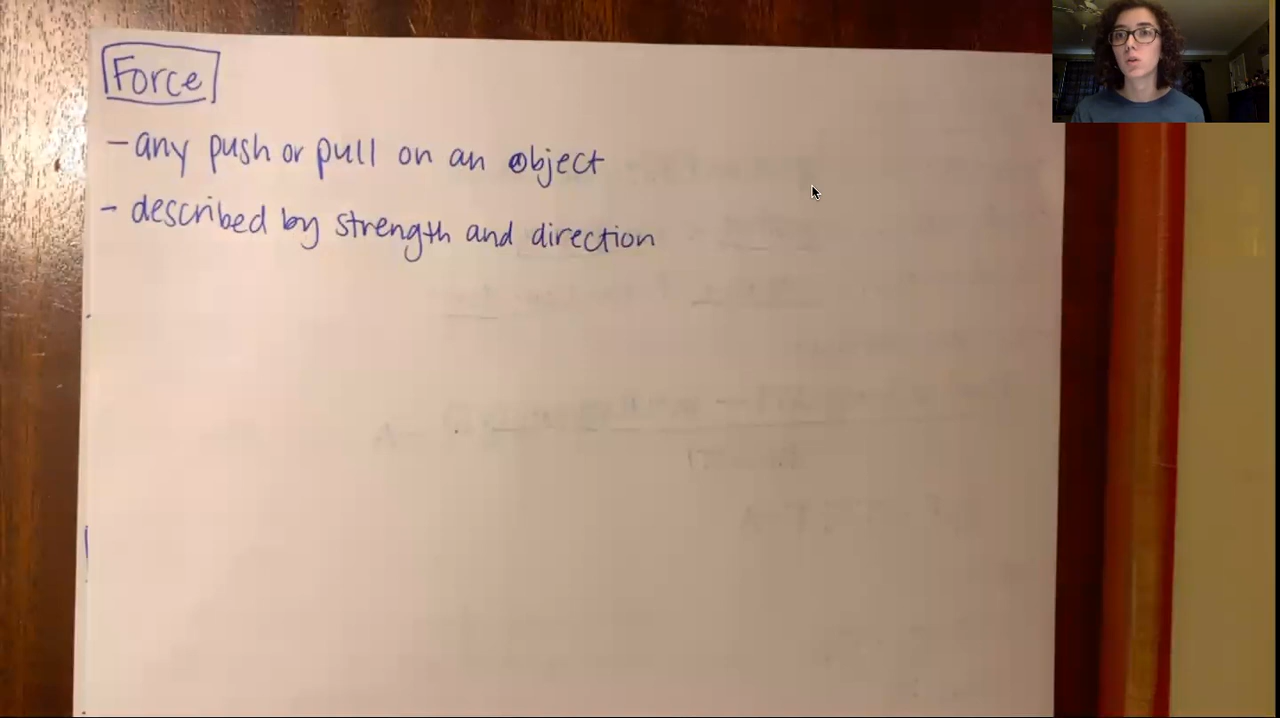 Force
- any push or pull on an object
- described by strength and direction